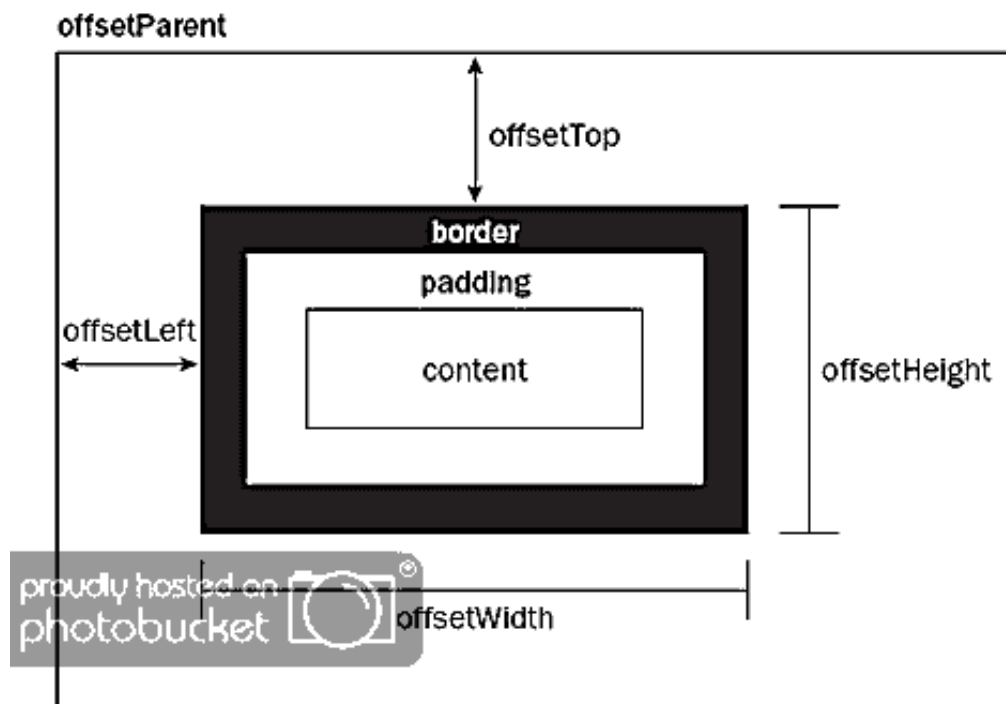 offsetParent
offsetTop
border
padding
offsetLeft
content
offsetHeight
proudly hosted on
photobucket
offsetWidth